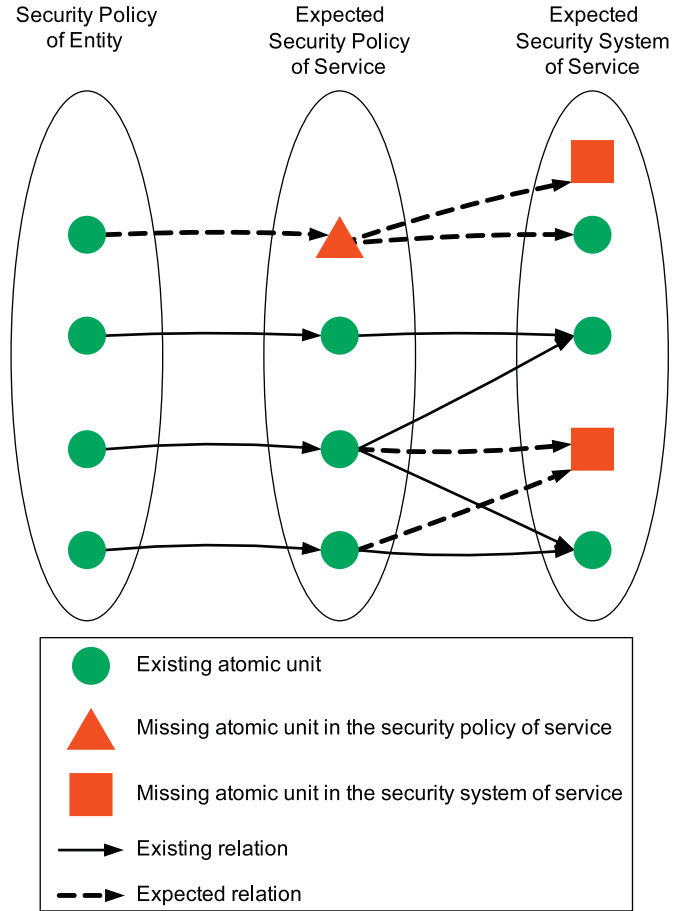 Security Policy
of Entity
Expected
Security Policy
of Service
Expected
Security System
of Service
Existing atomic unit
Missing atomic unit in the security policy of service
Missing atomic unit in the security system of service
Existing relation
Expected relation